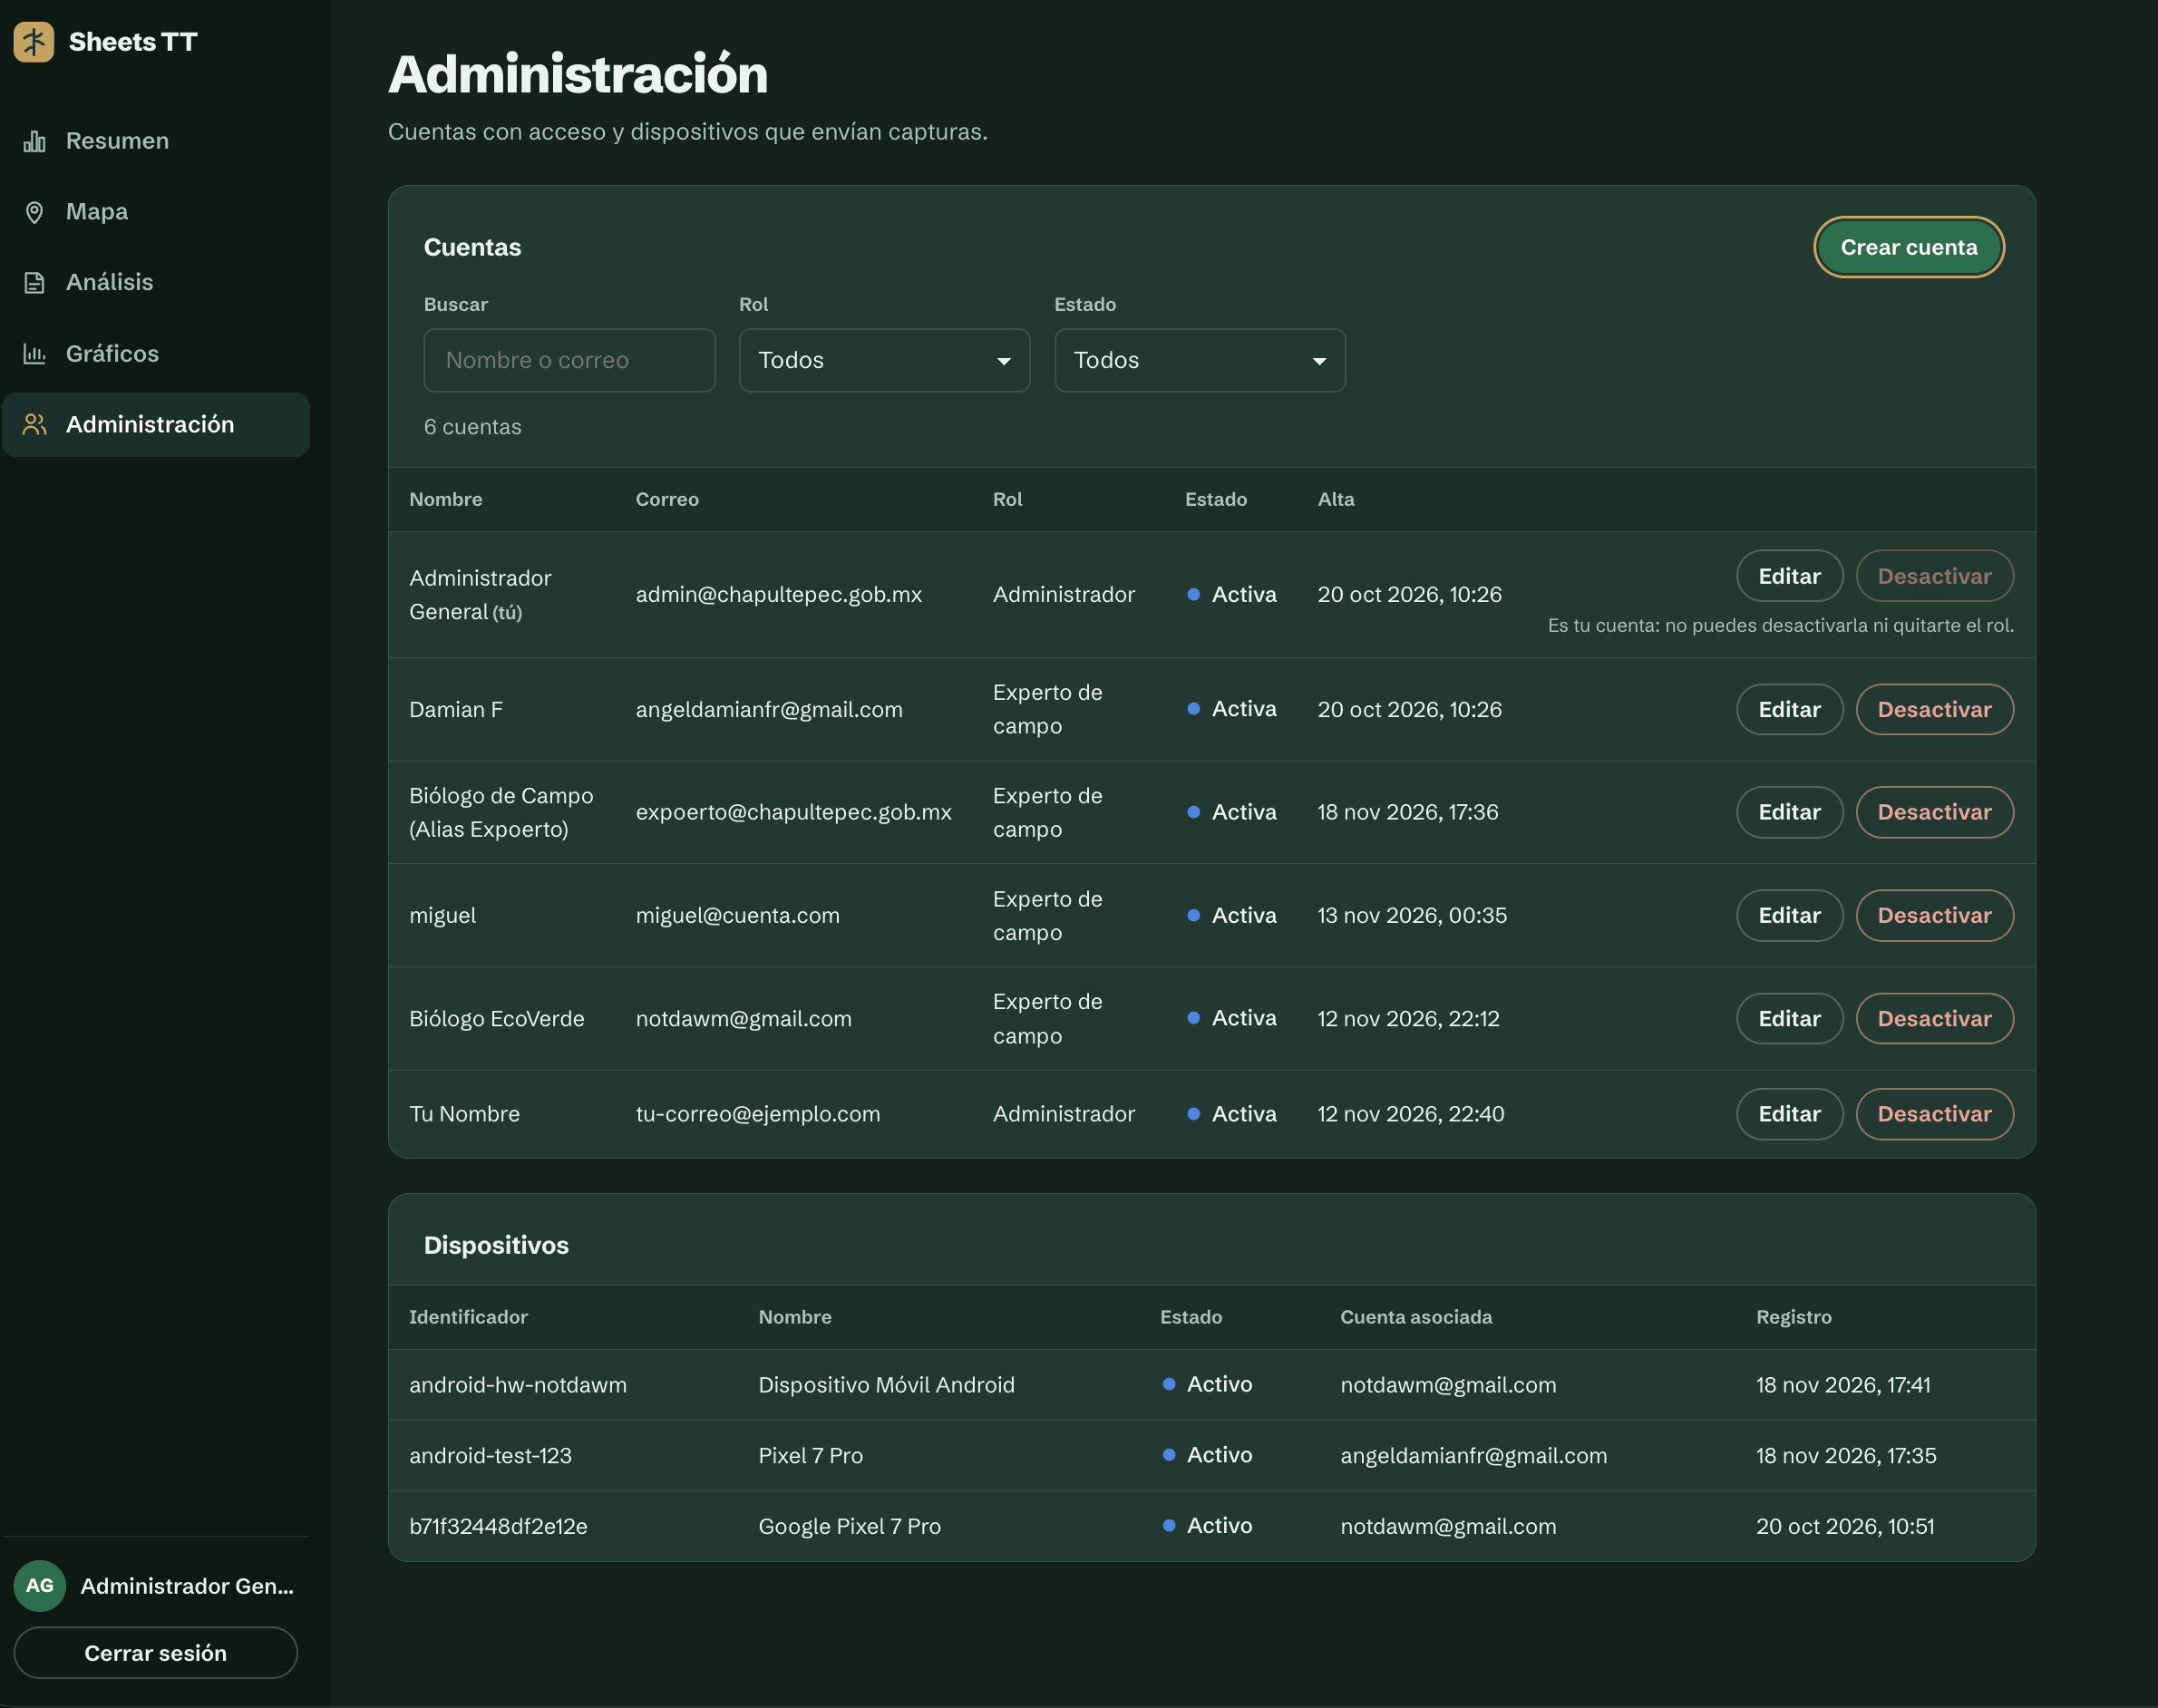 Sheets TT
Resumen
Mapa
Análisis
Gráficos
Administración
AG
Administrador Gen...
Cerrar sesión
Administración
Cuentas con acceso y dispositivos que envían capturas.
Cuentas
Crear cuenta
Buscar Rol Estado
Nombre o correo Todos Todos
6 cuentas
Nombre Correo Rol Estado Alta
Administrador
General (tú) admin@chapultepec.gob.mx Administrador Activa 20 oct 2026, 10:26 Editar Desactivar
Es tu cuenta: no puedes desactivarla ni quitarte el rol.
Damian F angeldamianfr@gmail.com Experto de
campo Activa 20 oct 2026, 10:26 Editar Desactivar
Biólogo de Campo
(Alias Expoerto) expoerto@chapultepec.gob.mx Experto de
campo Activa 18 nov 2026, 17:36 Editar Desactivar
miguel miguel@cuenta.com Experto de
campo Activa 13 nov 2026, 00:35 Editar Desactivar
Biólogo EcoVerde notdawm@gmail.com Experto de
campo Activa 12 nov 2026, 22:12 Editar Desactivar
Tu Nombre tu-correo@ejemplo.com Administrador Activa 12 nov 2026, 22:40 Editar Desactivar
Dispositivos
Identificador Nombre Estado Cuenta asociada Registro
android-hw-notdawm Dispositivo Móvil Android Activo notdawm@gmail.com 18 nov 2026, 17:41
android-test-123 Pixel 7 Pro Activo angeldamianfr@gmail.com 18 nov 2026, 17:35
b71f32448df2e12e Google Pixel 7 Pro Activo notdawm@gmail.com 20 oct 2026, 10:51